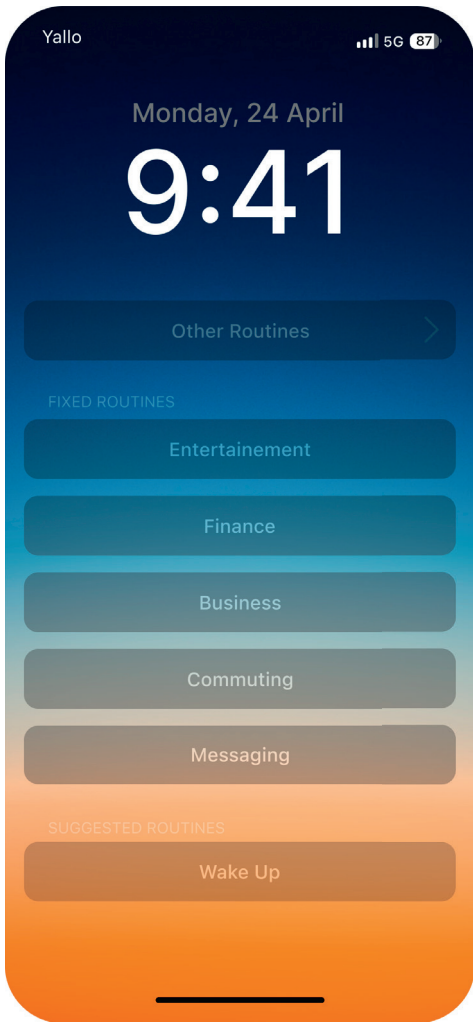 Yallo
5G 87
Monday, 24 April
9:41
Other Routines
FIXED ROUTINES
Entertainement
Finance
Business
Commuting
Messaging
SUGGESTED ROUTINES
Wake Up